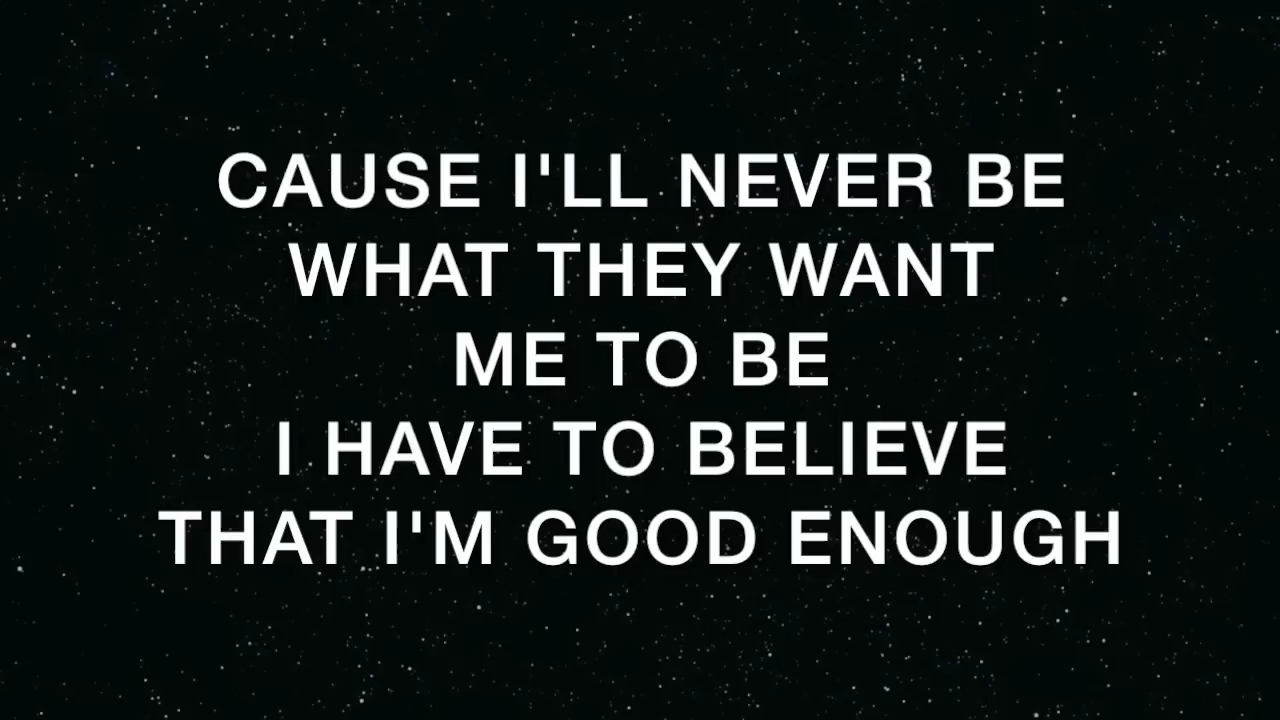 CAUSE I'LL NEVER BE
WHAT THEY WANT
ME TO BE
I HAVE TO BELIEVE
THAT I'M GOOD ENOUGH